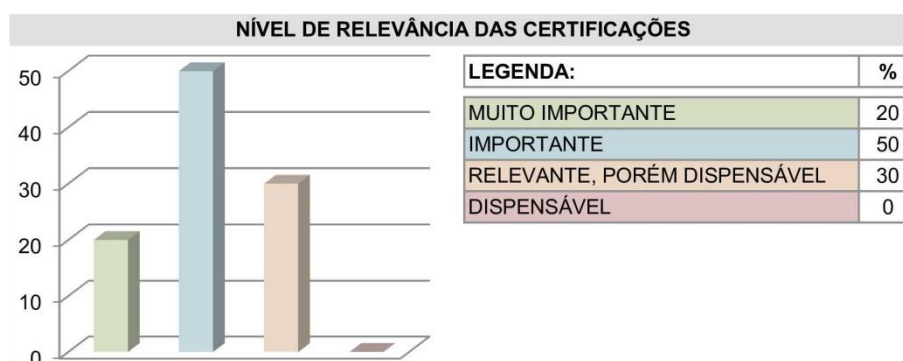 NÍVEL DE RELEVÂNCIA DAS CERTIFICAÇÕES
50
40
30
20
10
0
LEGENDA: %
MUITO IMPORTANTE 20
IMPORTANTE 50
RELEVANTE, PORÉM DISPENSÁVEL 30
DISPENSÁVEL 0